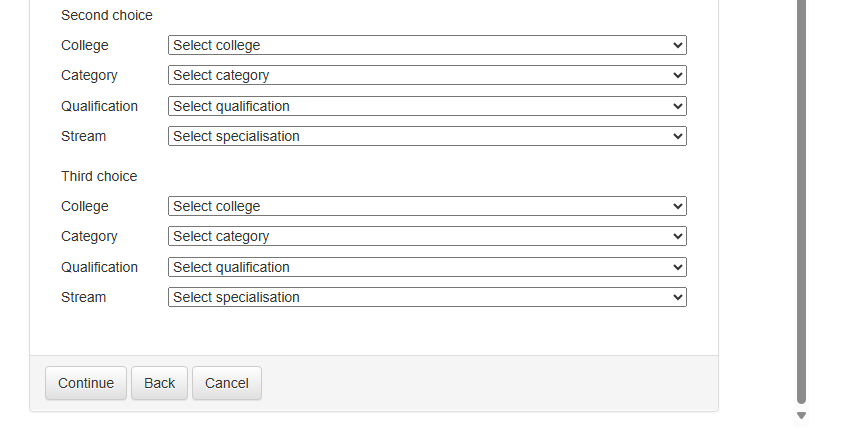 Second choice
College Select college
Category Select category
Qualification Select qualification
Stream Select specialisation
Third choice
College Select college
Category Select category
Qualification Select qualification
Stream Select specialisation
Continue Back Cancel